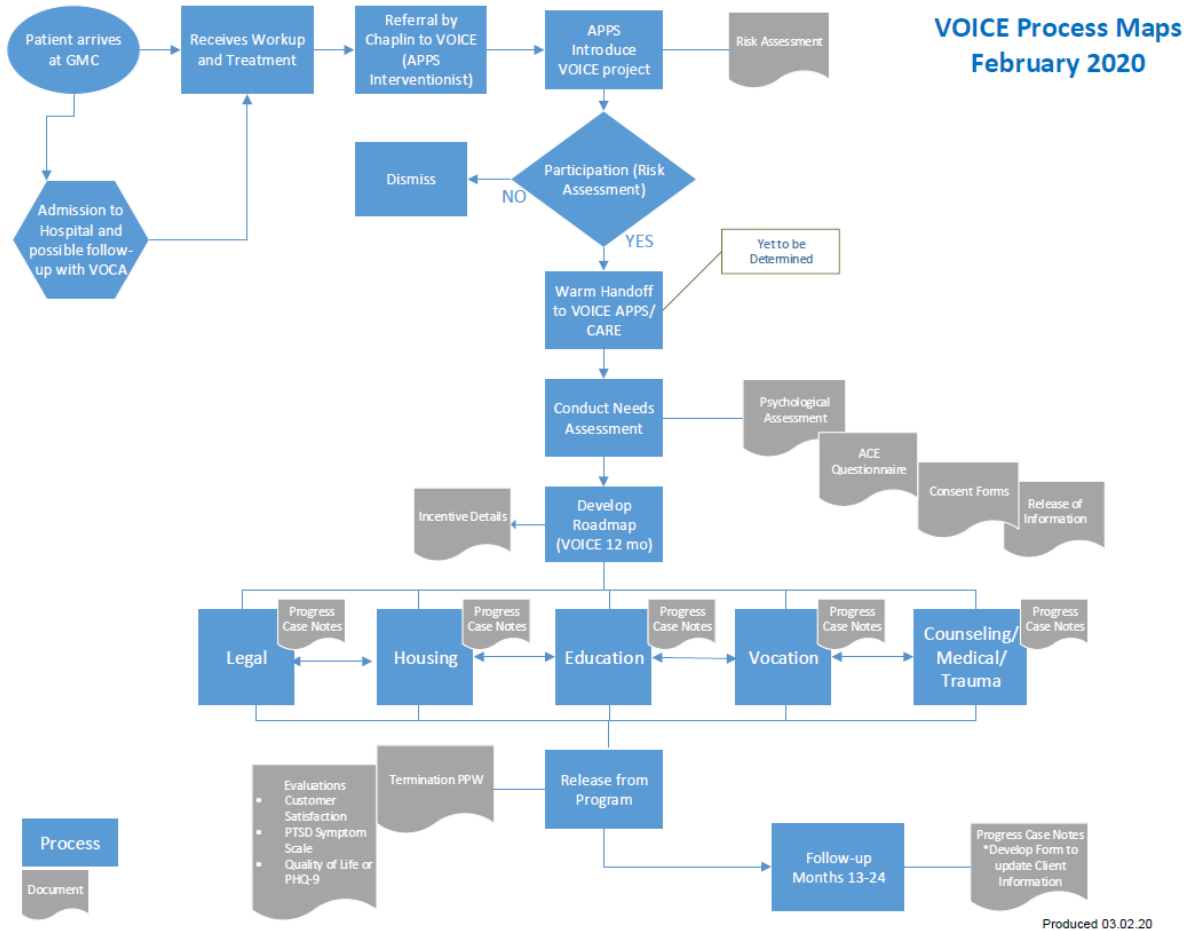 VOICE Process Maps
February 2020
Patient arrives
at GMC
Receives Workup
and Treatment
Referral by
Chaplin to VOICE
(APPS
Interventionist)
APPS
Introduce
VOICE project
Risk Assessment
Dismiss
NO
Participation (Risk
Assessment)
YES
Admission to
Hospital and
possible follow-
up with VOCA
Yet to be
Determined
Warm Handoff
to VOICE APPS/
CARE
Conduct Needs
Assessment
Psychological
Assessment
ACE
Questionnaire
Consent Forms
Release of
Information
Incentive Details
Develop
Roadmap
(VOICE 12 mo)
Legal
Progress
Case Notes
Housing
Progress
Case Notes
Education
Progress
Case Notes
Vocation
Progress
Case Notes
Counseling/
Medical/
Trauma
Progress
Case Notes
Evaluations
• Customer
Satisfaction
• PTSD Symptom
Scale
• Quality of Life or
PHQ-9
Termination PPW
Release from
Program
Process
Document
Follow-up
Months 13-24
Progress Case Notes
*Develop Form to
update Client
Information
Produced 03.02.20